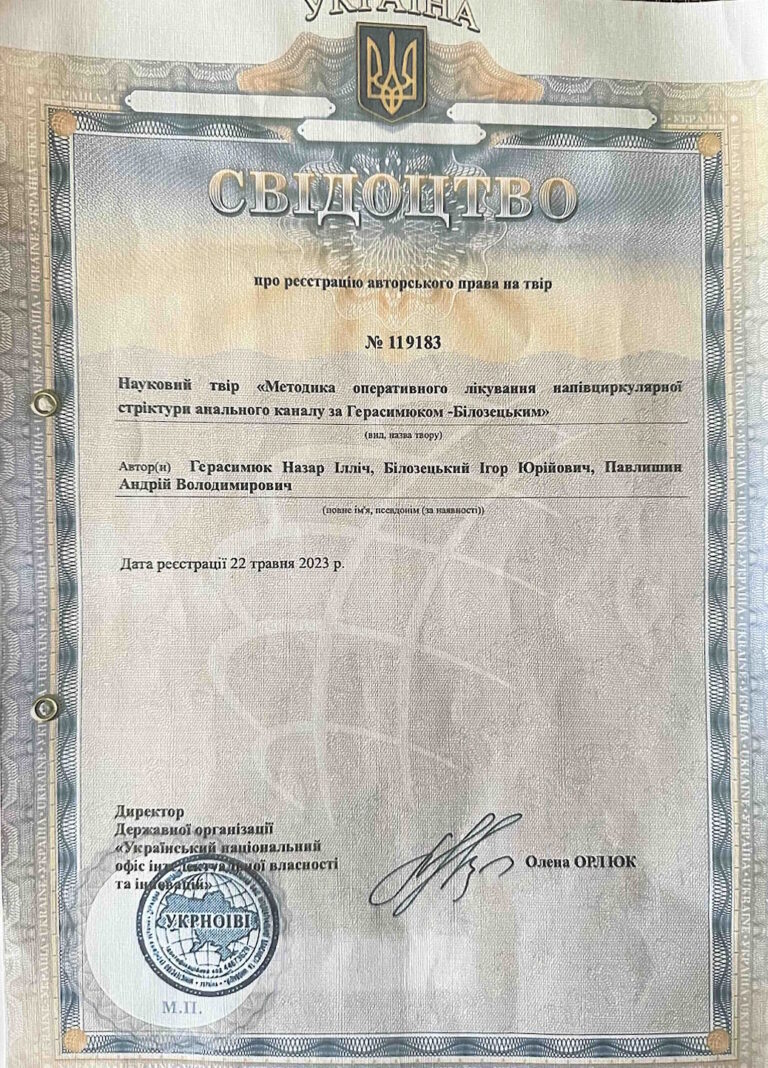 УКРАЇНА
СВІДОЦТВО
про реєстрацію авторського права на твір
№ 119183
Науковий твір «Методика оперативного лікування напівциркулярної
стріктури анального каналу за Герасимюком -Білозецьким»
(вид, назва твору)
Автор(и) Герасимюк Назар Ілліч, Білозецький Ігор Юрійович, Павлишин
Андрій Володимирович
(повне ім'я, псевдонім (за наявності))
Дата реєстрації 22 травня 2023 р.
Директор
Державної організації
«Український національний
офіс інтелектуальної власності
та інновацій»
Олена ОРЛЮК
УКРНОІВІ
М.П.